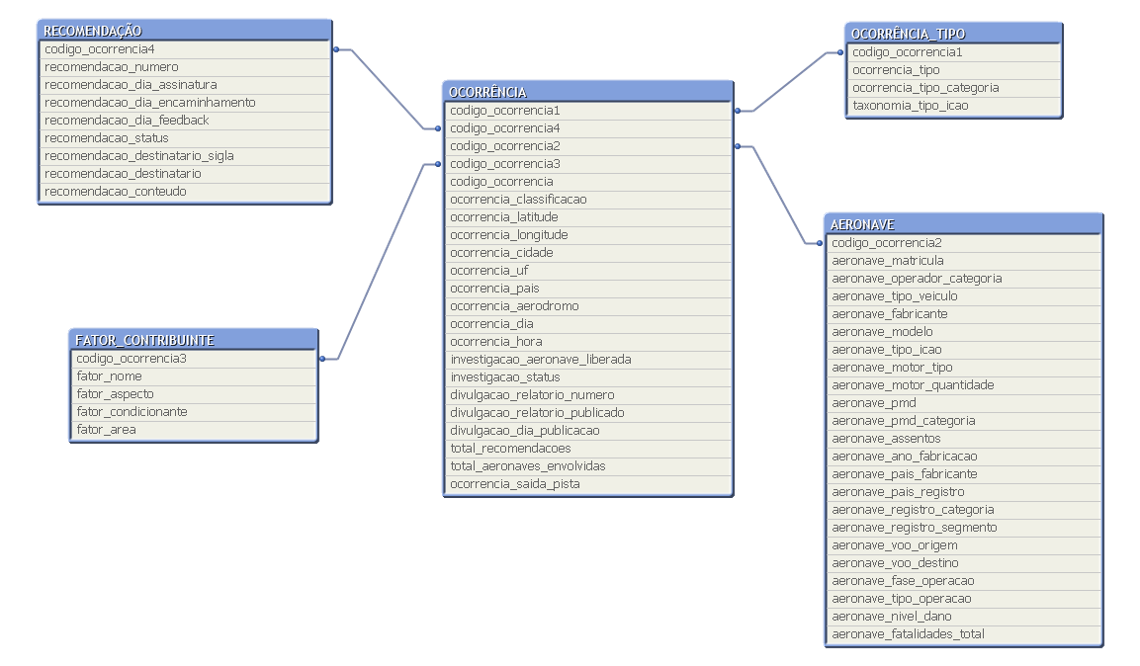 RECOMENDAÇÃO
codigo_ocorrencia4
recomendacao_numero
recomendacao_dia_assinatura
recomendacao_dia_encaminhamento
recomendacao_dia_feedback
recomendacao_status
recomendacao_destinatario_sigla
recomendacao_destinatario
recomendacao_conteudo
FATOR_CONTRIBUINTE
codigo_ocorrencia3
fator_nome
fator_aspecto
fator_condicionante
fator_area
OCORRÊNCIA
codigo_ocorrencia1
codigo_ocorrencia4
codigo_ocorrencia2
codigo_ocorrencia3
codigo_ocorrencia
ocorrencia_classificacao
ocorrencia_latitude
ocorrencia_longitude
ocorrencia_cidade
ocorrencia_uf
ocorrencia_pais
ocorrencia_aerodromo
ocorrencia_dia
ocorrencia_hora
investigacao_aeronave_liberada
investigacao_status
divulgacao_relatorio_numero
divulgacao_relatorio_publicado
divulgacao_dia_publicacao
total_recomendacoes
total_aeronaves_envolvidas
ocorrencia_saida_pista
OCORRÊNCIA_TIPO
codigo_ocorrencia1
ocorrencia_tipo
ocorrencia_tipo_categoria
taxonomia_tipo_icao
AERONAVE
codigo_ocorrencia2
aeronave_matricula
aeronave_operador_categoria
aeronave_tipo_veiculo
aeronave_fabricante
aeronave_modelo
aeronave_tipo_icao
aeronave_motor_tipo
aeronave_motor_quantidade
aeronave_pmd
aeronave_pmd_categoria
aeronave_assentos
aeronave_ano_fabricacao
aeronave_pais_fabricante
aeronave_pais_registro
aeronave_registro_categoria
aeronave_registro_segmento
aeronave_voo_origem
aeronave_voo_destino
aeronave_fase_operacao
aeronave_tipo_operacao
aeronave_nivel_dano
aeronave_fatalidades_total